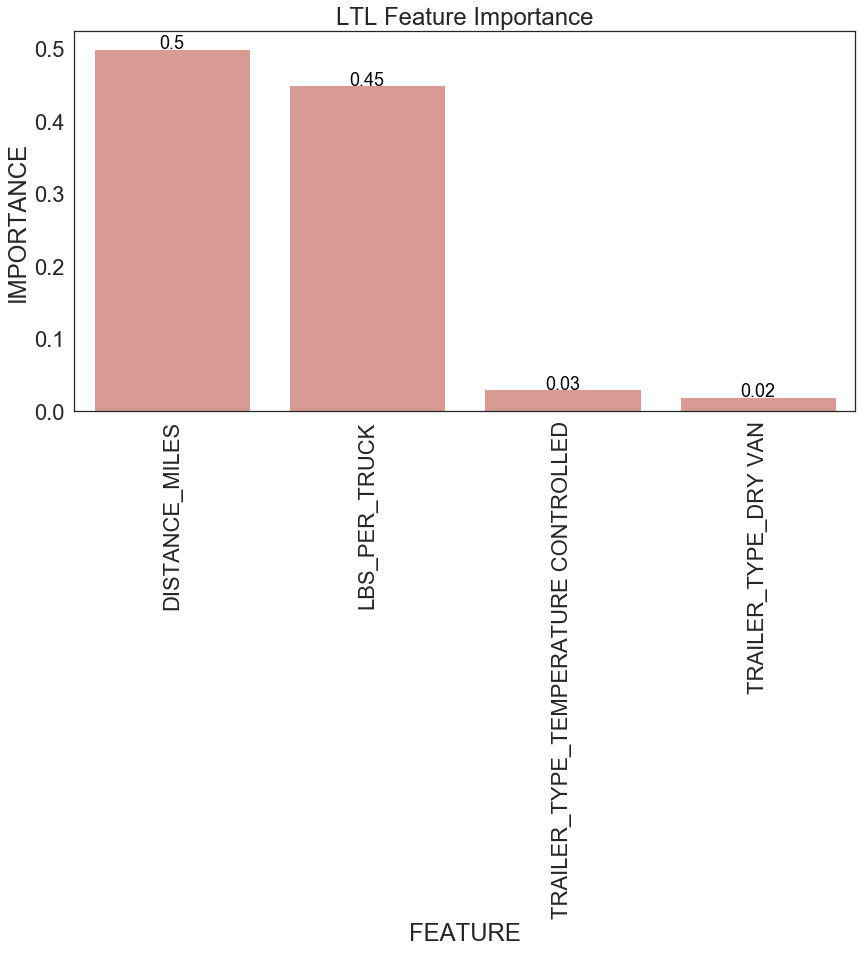 LTL Feature Importance
IMPORTANCE
0.5
0.4
0.3
0.2
0.1
0.0
0.5
0.45
0.03
0.02
DISTANCE_MILES
LBS_PER_TRUCK
TRAILER_TYPE_TEMPERATURE CONTROLLED
TRAILER_TYPE_DRY VAN
FEATURE